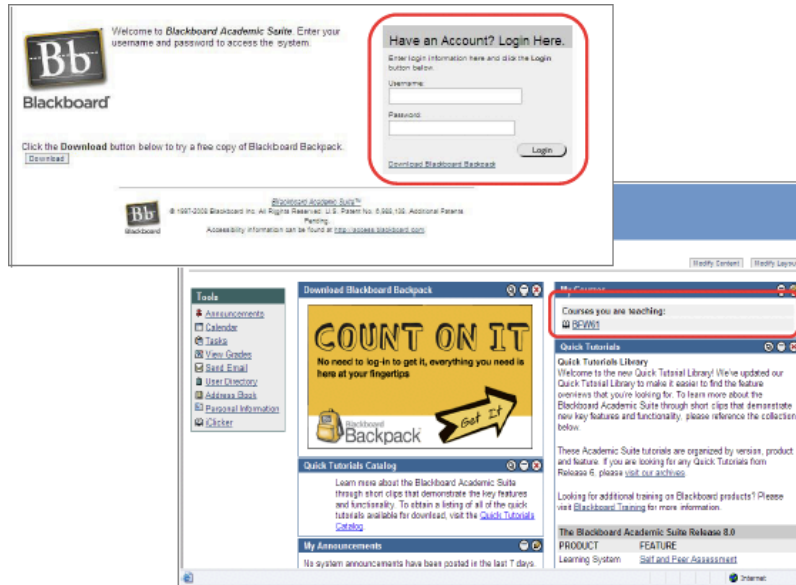 Bb
Blackboard
Welcome to Blackboard Academic Suite. Enter your
username and password to access the system.
Click the Download button below to try a free copy of Blackboard Backpack.
Download
Have an Account? Login Here.
Enter login information here and click the Login
button below.
Username:
Password:
Login
Download Blackboard Backpack
Bb
Blackboard
Blackboard Academic Suite™
© 1997-2008 Blackboard Inc. All Rights Reserved. U.S. Patent No. 6,988,138. Additional Patents
Pending.
Accessibility information can be found at http://access.blackboard.com.
Modify Content
Modify Layou
Tools
Announcements
Calendar
Tasks
View Grades
Send Email
User Directory
Address Book
Personal Information
iClicker
Download Blackboard Backpack
COUNT ON IT
No need to log-in to get it, everything you need is
here at your fingertips
Blackboard
Backpack
Get It
Quick Tutorials Catalog
Learn more about the Blackboard Academic Suite
through short clips that demonstrate the key features
and functionality. To obtain a listing of all of the quick
tutorials available for download, visit the Quick Tutorials
Catalog.
My Announcements
No system announcements have been posted in the last 7 days.
My Courses
Courses you are teaching:
BFW61
Quick Tutorials
Quick Tutorials Library
Welcome to the new Quick Tutorial Library! We've updated our
Quick Tutorial Library to make it easier to find the feature
overviews that you're looking for. To learn more about the
Blackboard Academic Suite through short clips that demonstrate
new key features and functionality, please reference the collection
below.
These Academic Suite tutorials are organized by version, product
and feature. If you are looking for any Quick Tutorials from
Release 6, please visit our archives.
Looking for additional training on Blackboard products? Please
visit Blackboard Training for more information.
The Blackboard Academic Suite Release 8.0
PRODUCT FEATURE
Learning System Self and Peer Assessment
Internet